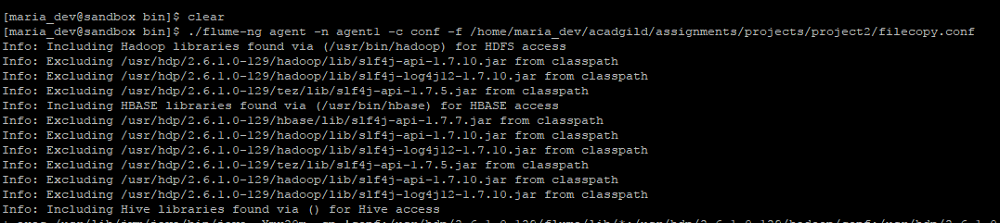 [maria_dev@sandbox bin]$ clear
[maria_dev@sandbox bin]$ ./flume-ng agent -n agent1 -c conf -f /home/maria_dev/acadgild/assignments/projects/project2/filecopy.conf
Info: Including Hadoop libraries found via (/usr/bin/hadoop) for HDFS access
Info: Excluding /usr/hdp/2.6.1.0-129/hadoop/lib/slf4j-api-1.7.10.jar from classpath
Info: Excluding /usr/hdp/2.6.1.0-129/hadoop/lib/slf4j-log4j12-1.7.10.jar from classpath
Info: Excluding /usr/hdp/2.6.1.0-129/tez/lib/slf4j-api-1.7.5.jar from classpath
Info: Including HBASE libraries found via (/usr/bin/hbase) for HBASE access
Info: Excluding /usr/hdp/2.6.1.0-129/hbase/lib/slf4j-api-1.7.7.jar from classpath
Info: Excluding /usr/hdp/2.6.1.0-129/hadoop/lib/slf4j-api-1.7.10.jar from classpath
Info: Excluding /usr/hdp/2.6.1.0-129/hadoop/lib/slf4j-log4j12-1.7.10.jar from classpath
Info: Excluding /usr/hdp/2.6.1.0-129/tez/lib/slf4j-api-1.7.5.jar from classpath
Info: Excluding /usr/hdp/2.6.1.0-129/hadoop/lib/slf4j-api-1.7.10.jar from classpath
Info: Excluding /usr/hdp/2.6.1.0-129/hadoop/lib/slf4j-log4j12-1.7.10.jar from classpath
Info: Including Hive libraries found via () for Hive access